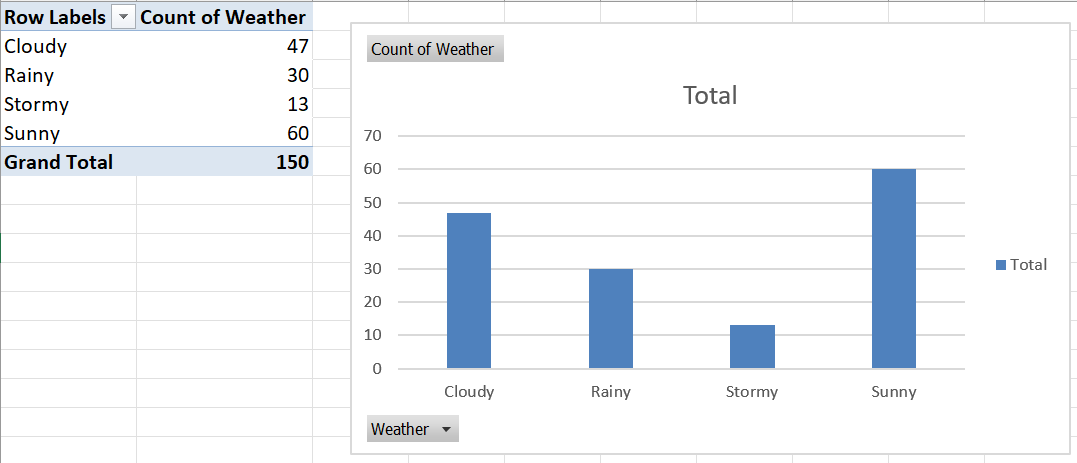 Row Labels Count of Weather
Cloudy 47
Rainy 30
Stormy 13
Sunny 60
Grand Total 150
Count of Weather
Total
70
60
50
40
30
20
10
0
Cloudy Rainy Stormy Sunny
Total
Weather